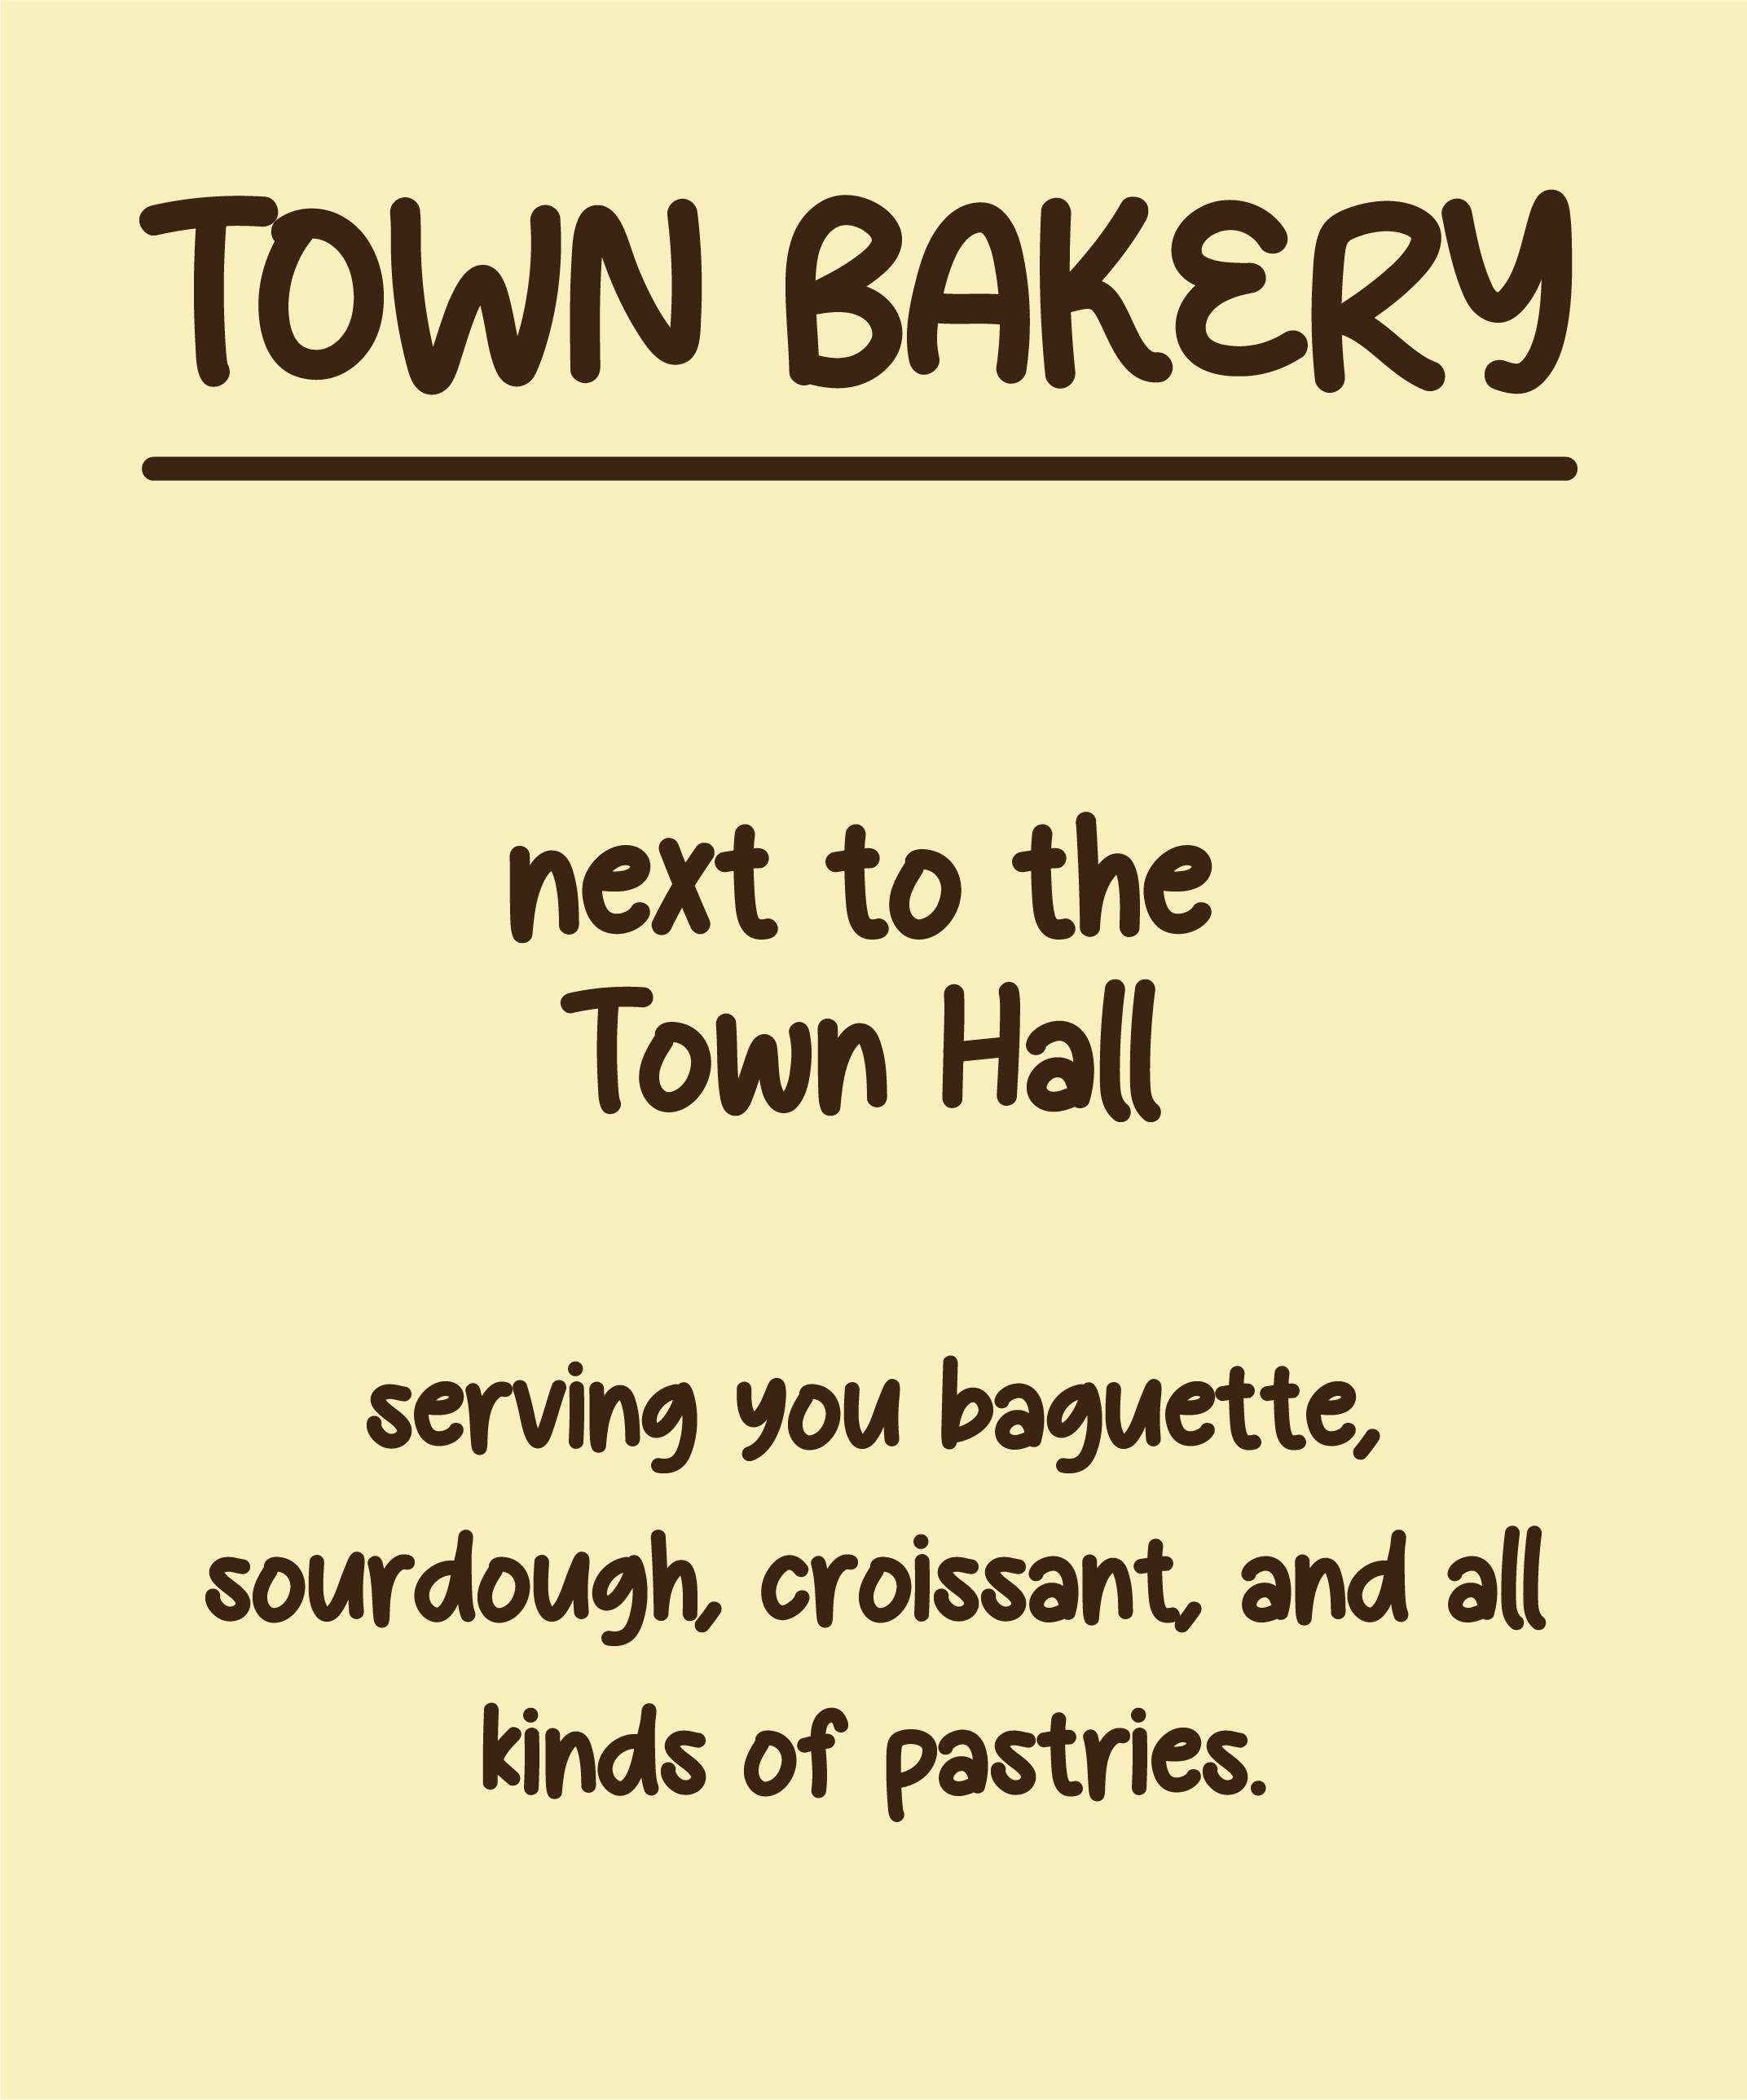 TOWN BAKERY
next to the
Town Hall
serving you baguette,
sourdough, croissant, and all
kinds of pastries.